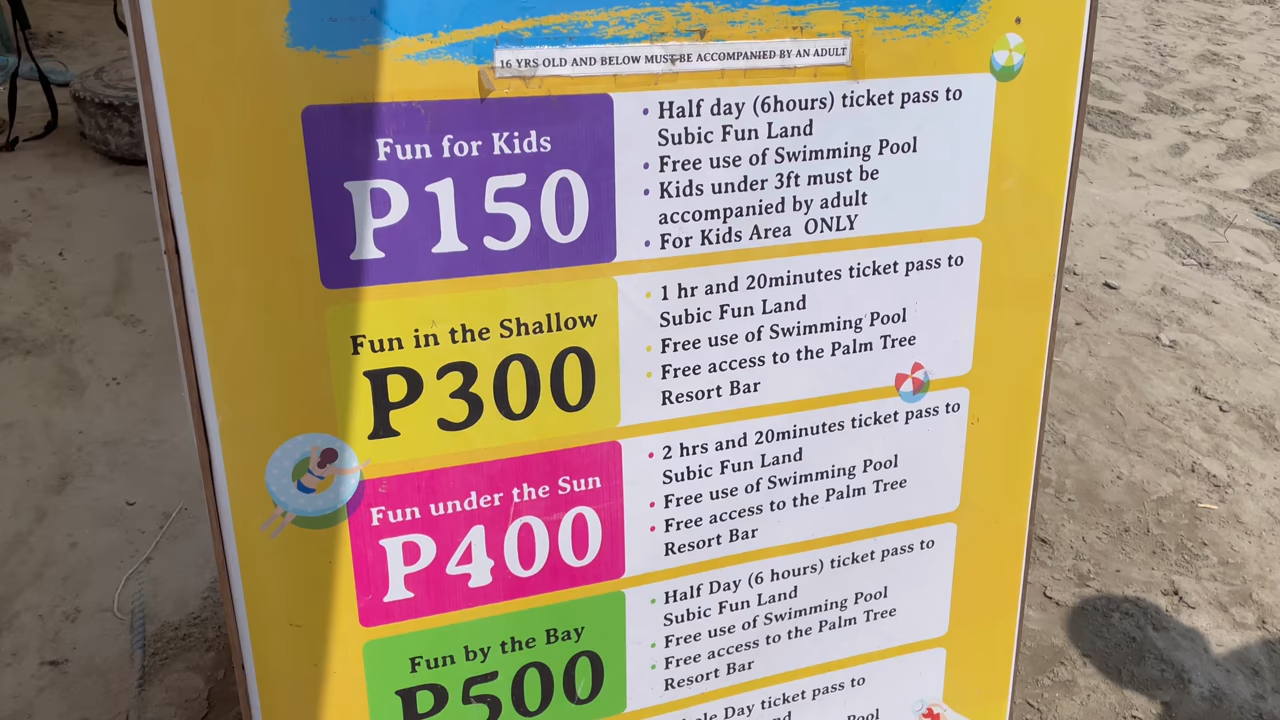 16 YRS OLD AND BELOW MUST BE ACCOMPANIED BY AN ADULT
Fun for Kids
P150
• Half day (6hours) ticket pass to
Subic Fun Land
• Free use of Swimming Pool
• Kids under 3ft must be
accompanied by adult
• For Kids Area ONLY
Fun in the Shallow
P300
• 1 hr and 20minutes ticket pass to
Subic Fun Land
• Free use of Swimming Pool
• Free access to the Palm Tree
Resort Bar
Fun under the Sun
P400
• 2 hrs and 20minutes ticket pass to
Subic Fun Land
• Free use of Swimming Pool
• Free access to the Palm Tree
Resort Bar
Fun by the Bay
P500
• Half Day (6 hours) ticket pass to
Subic Fun Land
• Free use of Swimming Pool
• Free access to the Palm Tree
Resort Bar
Day ticket pass to
Pool